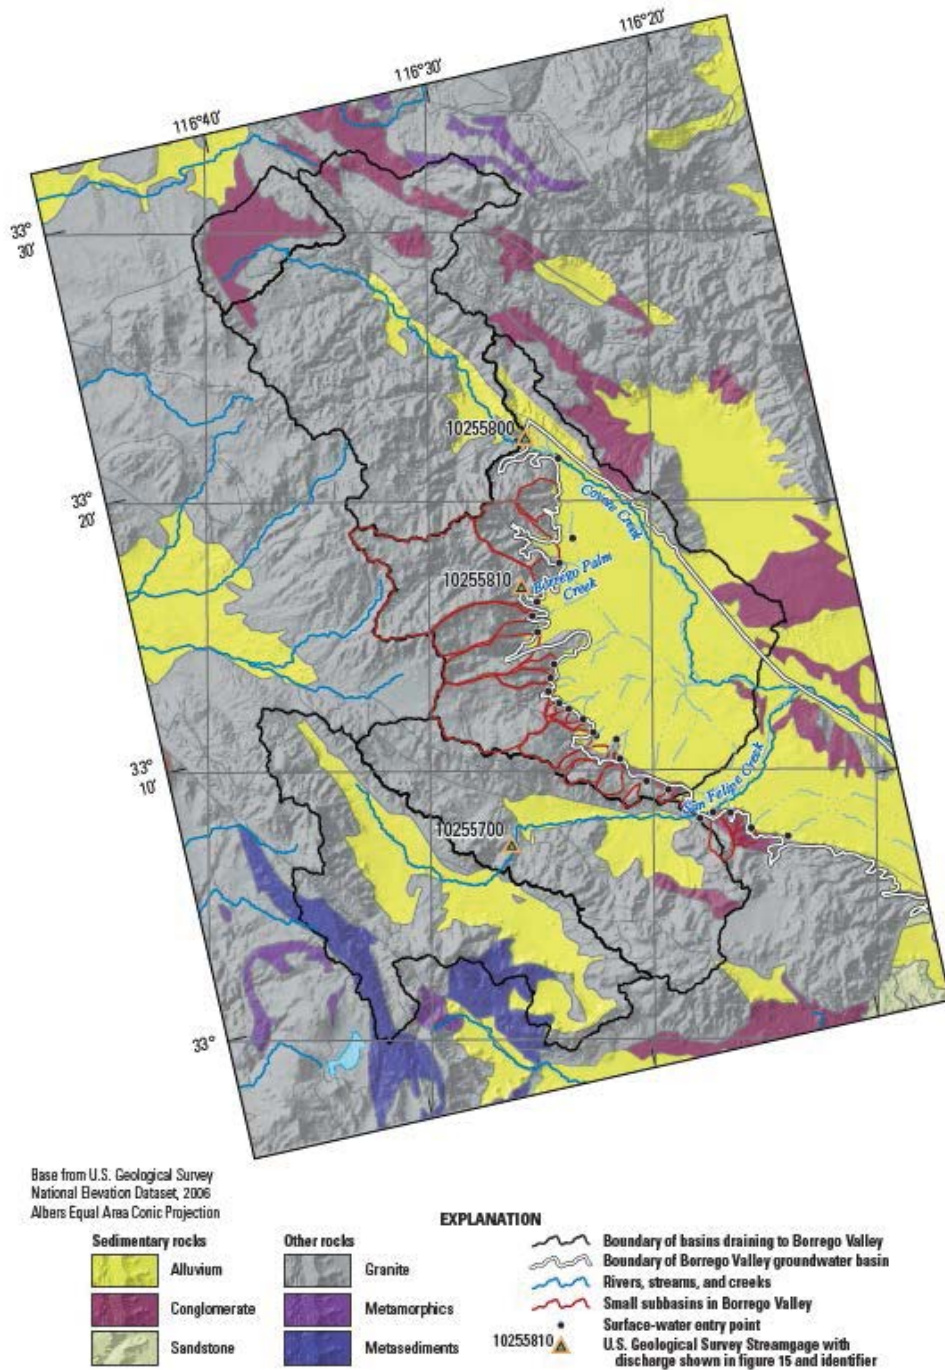 116°20'
116°30'
116°40'
33°
30'
10255800
33°
20'
Coyote Creek
10255810
Borrego Palm
Creek
33°
10'
San Felipe Creek
10255700
33°
Base from U.S. Geological Survey
National Elevation Dataset, 2006
Albers Equal Area Conic Projection
EXPLANATION
Sedimentary rocks
Alluvium
Conglomerate
Sandstone
Other rocks
Granite
Metamorphics
Metasediments
Boundary of basins draining to Borrego Valley
Boundary of Borrego Valley groundwater basin
Rivers, streams, and creeks
Small subbasins in Borrego Valley
Surface-water entry point
10255810 U.S. Geological Survey Streamgage with
discharge shown in figure 15 and identifier